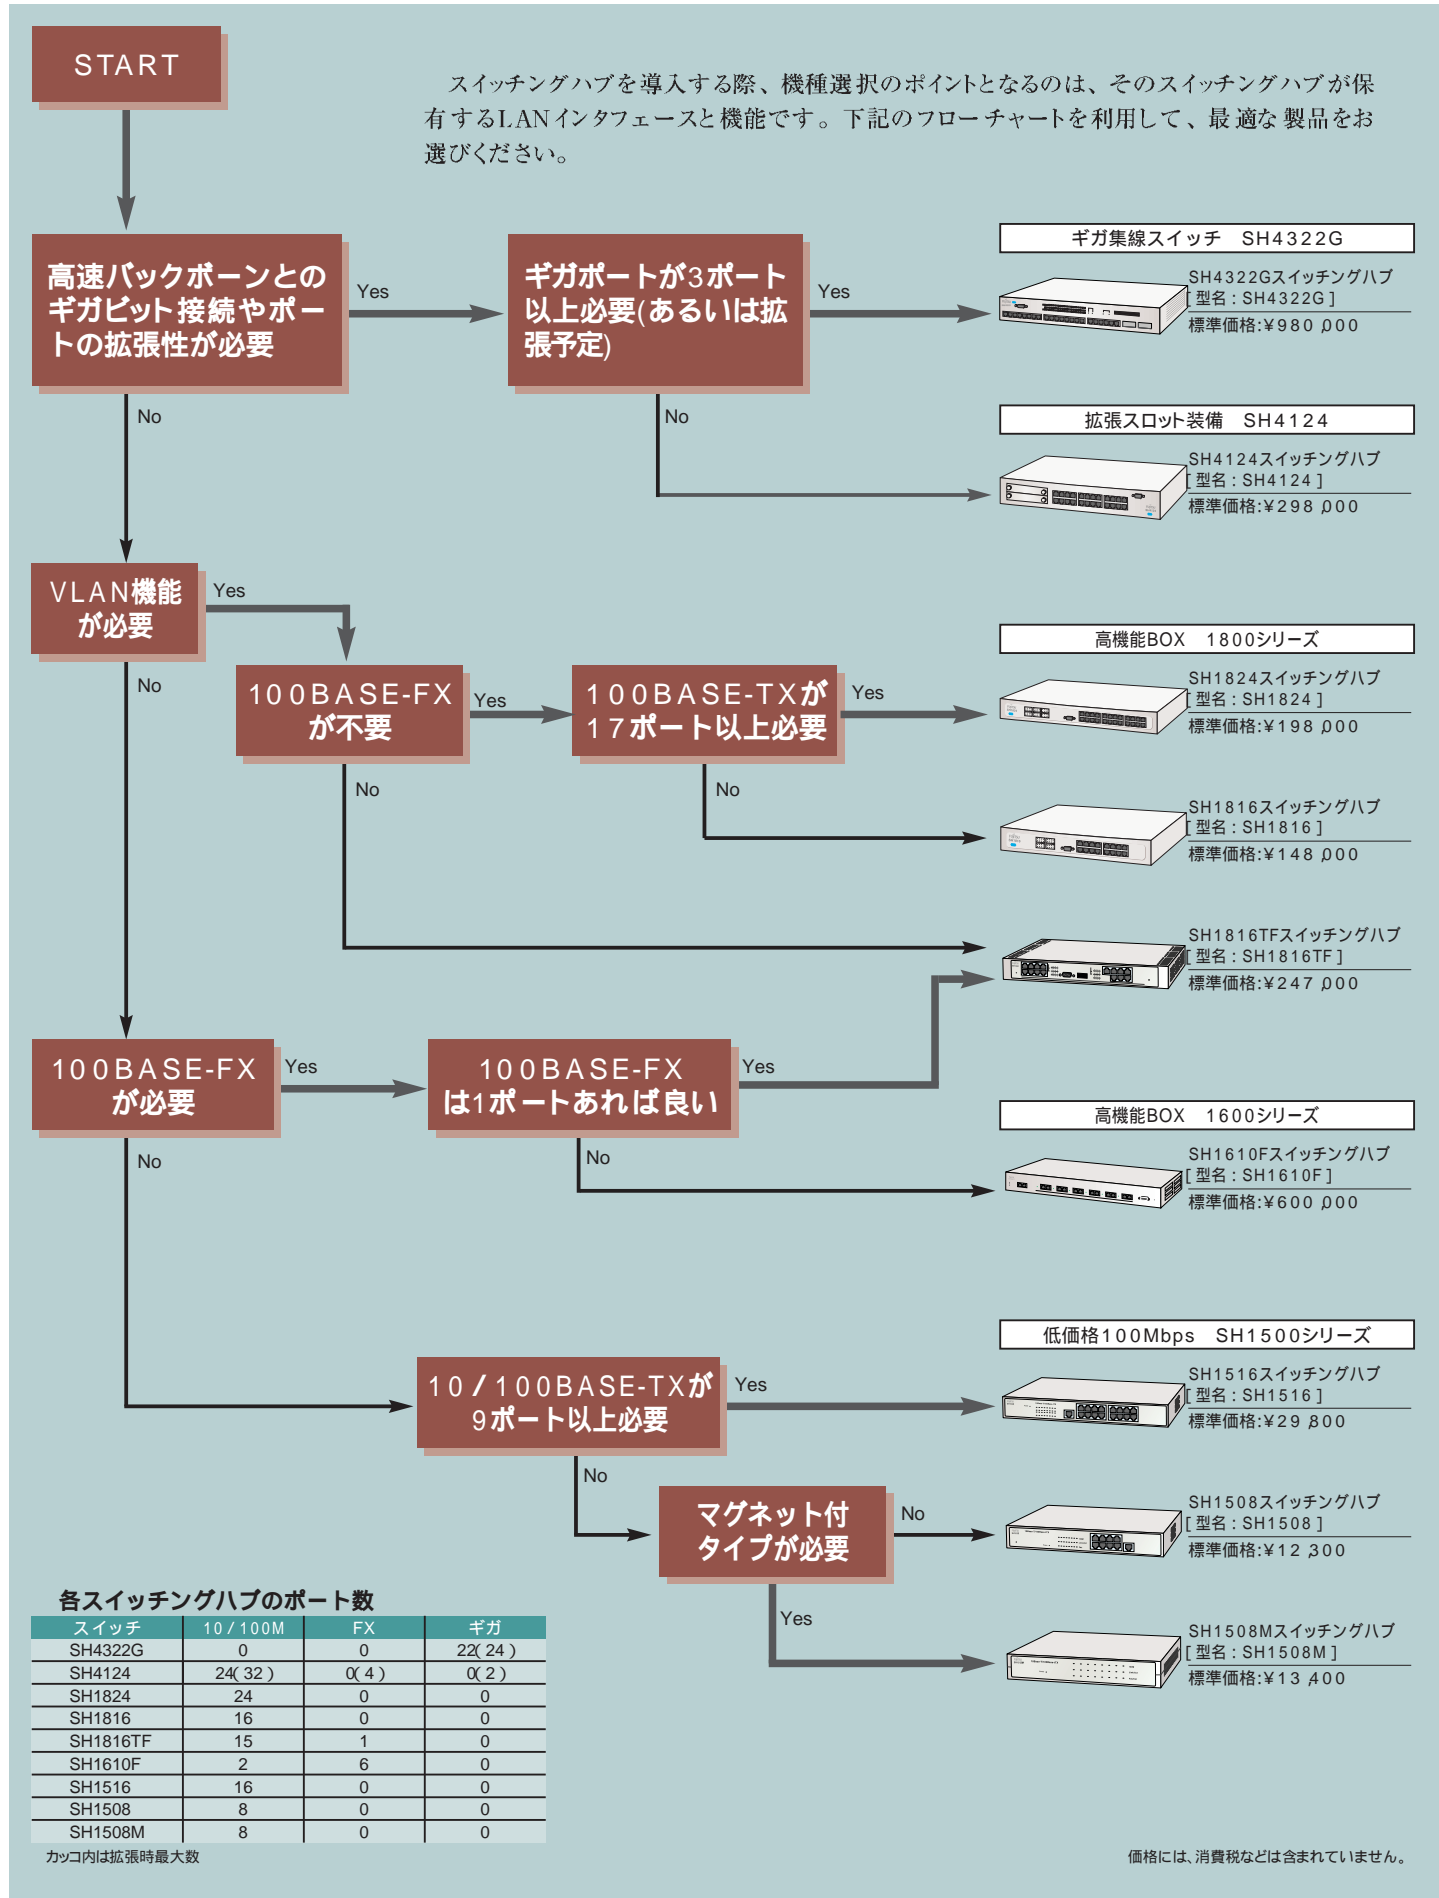 START
スイッチングハブを導入する際、機種選択のポイントとなるのは、そのスイッチングハブが保
有するLANインタフェースと機能です。下記のフローチャートを利用して、最適な製品をお
選びください。
高速バックボーンとの
ギガビット接続やポー
トの拡張性が必要
Yes
No
ギガポートが3ポート
以上必要(あるいは拡
張予定)
Yes
No
ギガ集線スイッチ SH4322G
SH4322Gスイッチングハブ
[型名:SH4322G]
標準価格:¥980,000
拡張スロット装備 SH4124
SH4124スイッチングハブ
[型名:SH4124]
標準価格:¥298,000
VLAN機能
が必要
Yes
No
100BASE-FX
が不要
Yes
No
100BASE-TXが
17ポート以上必要
Yes
No
高機能BOX 1800シリーズ
SH1824スイッチングハブ
[型名:SH1824]
標準価格:¥198,000
SH1816スイッチングハブ
[型名:SH1816]
標準価格:¥148,000
SH1816TFスイッチングハブ
[型名:SH1816TF]
標準価格:¥247,000
100BASE-FX
が必要
Yes
No
100BASE-FX
は1ポートあれば良い
Yes
No
高機能BOX 1600シリーズ
SH1610Fスイッチングハブ
[型名:SH1610F]
標準価格:¥600,000
10/100BASE-TXが
9ポート以上必要
Yes
No
低価格100Mbps SH1500シリーズ
SH1516スイッチングハブ
[型名:SH1516]
標準価格:¥29,800
マグネット付
タイプが必要
No
Yes
SH1508スイッチングハブ
[型名:SH1508]
標準価格:¥12,300
SH1508Mスイッチングハブ
[型名:SH1508M]
標準価格:¥13,400
各スイッチングハブのポート数
スイッチ 10/100M FX ギガ
SH4322G 0 0 22(24)
SH4124 24(32) 0(4) 0(2)
SH1824 24 0 0
SH1816 16 0 0
SH1816TF 15 1 0
SH1610F 2 6 0
SH1516 16 0 0
SH1508 8 0 0
SH1508M 8 0 0
カッコ内は拡張時最大数
価格には、消費税などは含まれていません。